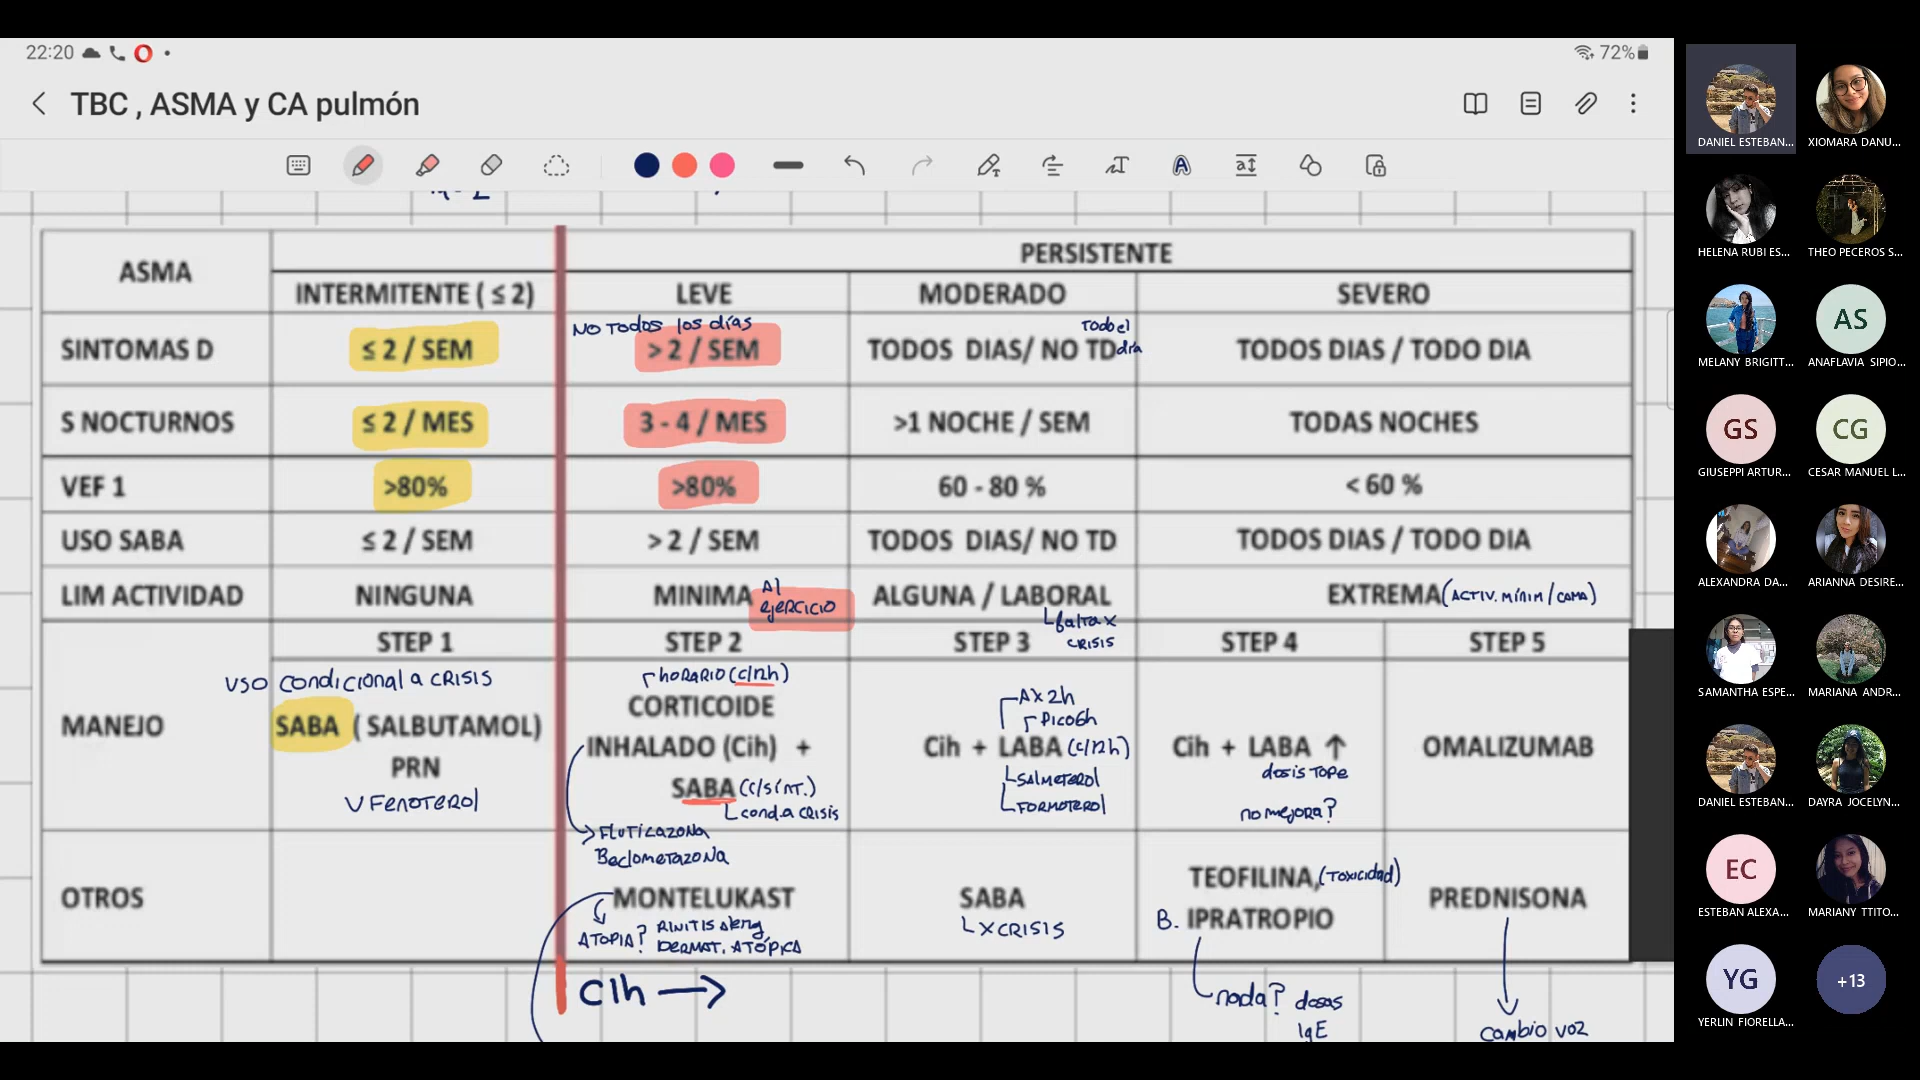 22:20
72%
TBC , ASMA y CA pulmón
ASMA
PERSISTENTE
INTERMITENTE ( ≤ 2)
LEVE
MODERADO
SEVERO
SINTOMAS D
≤ 2 / SEM
NO TODOS los días
> 2 / SEM
TODOS DIAS/ NO TD
Todo el
día
TODOS DIAS / TODO DIA
S NOCTURNOS
≤ 2 / MES
3 - 4 / MES
>1 NOCHE / SEM
TODAS NOCHES
VEF 1
>80%
>80%
60 - 80 %
< 60 %
USO SABA
≤ 2 / SEM
> 2 / SEM
TODOS DIAS/ NO TD
TODOS DIAS / TODO DIA
LIM ACTIVIDAD
NINGUNA
MINIMA
Al
ejercicio
ALGUNA / LABORAL
falta x
crisis
EXTREMA (ACTIV. MíNIM / CAMA)
STEP 1
STEP 2
STEP 3
STEP 4
STEP 5
MANEJO
USO condicional a CRISIS
SABA ( SALBUTAMOL)
PRN
V Fenoterol
HORARIO (c/12h)
CORTICOIDE
INHALADO (Cih) +
SABA (c/sínt.)
cond. a crisis
Fluticazona
Beclometazona
Ax 2h
Pico 6h
Cih + LABA (c/12h)
Salmeterol
Formoterol
Cih + LABA ↑
dosis Tope
no mejora?
OMALIZUMAB
OTROS
MONTELUKAST
ATOPIA?
DERMAT. ATÓPICA
SABA
X CRISIS
TEOFILINA, (Toxicidad)
B. IPRATROPIO
nada? dosas
IgE
PREDNISONA
cambio voz
CIh →
DANIEL ESTEBAN...
XIOMARA DANU...
HELENA RUBI ES...
THEO PECEROS S...
MELANY BRIGITT...
AS
ANAFLAVIA SIPIO...
GS
GIUSEPPI ARTUR...
CG
CESAR MANUEL L...
ALEXANDRA DA...
ARIANNA DESIRE...
SAMANTHA ESPE...
MARIANA ANDR...
DANIEL ESTEBAN...
DAYRA JOCELYN...
EC
ESTEBAN ALEXA...
MARIANY TTITO...
YG
YERLIN FIORELLA...
+13